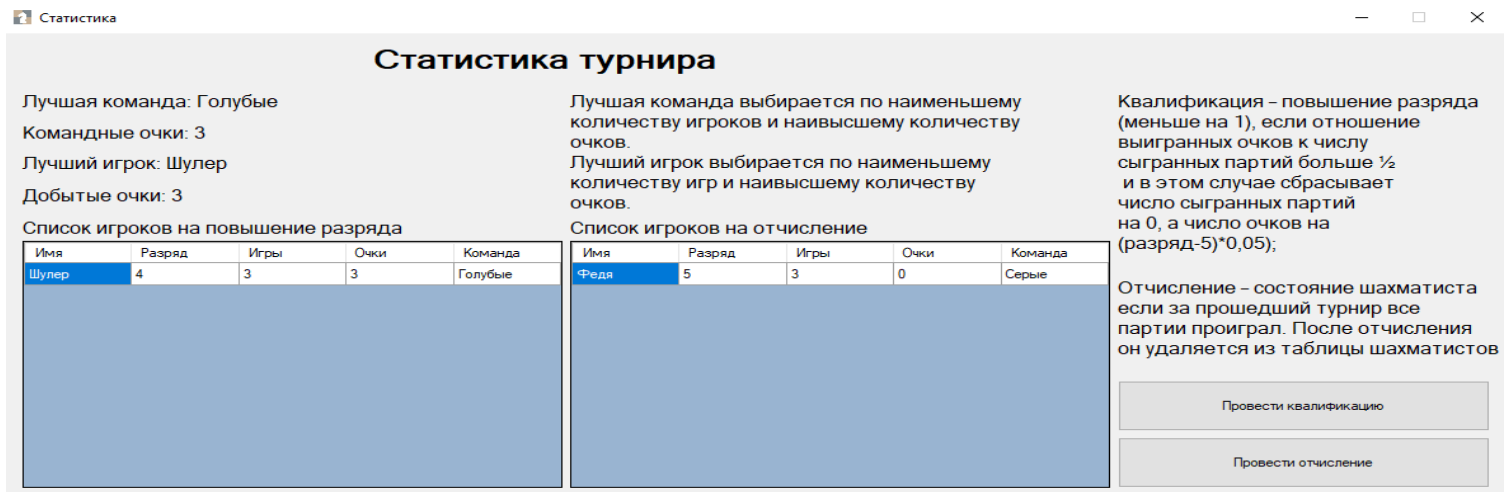 Статистика
Статистика турнира
Лучшая команда: Голубые
Командные очки: 3
Лучший игрок: Шулер
Добытые очки: 3
Список игроков на повышение разряда
Имя Разряд Игры Очки Команда
Шулер 4 3 3 Голубые
Лучшая команда выбирается по наименьшему
количеству игроков и наивысшему количеству
очков.
Лучший игрок выбирается по наименьшему
количеству игр и наивысшему количеству
очков.
Список игроков на отчисление
Имя Разряд Игры Очки Команда
Федя 5 3 0 Серые
Квалификация – повышение разряда
(меньше на 1), если отношение
выигранных очков к числу
сыгранных партий больше ½
и в этом случае сбрасывает
число сыгранных партий
на 0, а число очков на
(разряд-5)*0,05);
Отчисление – состояние шахматиста
если за прошедший турнир все
партии проиграл. После отчисления
он удаляется из таблицы шахматистов
Провести квалификацию
Провести отчисление